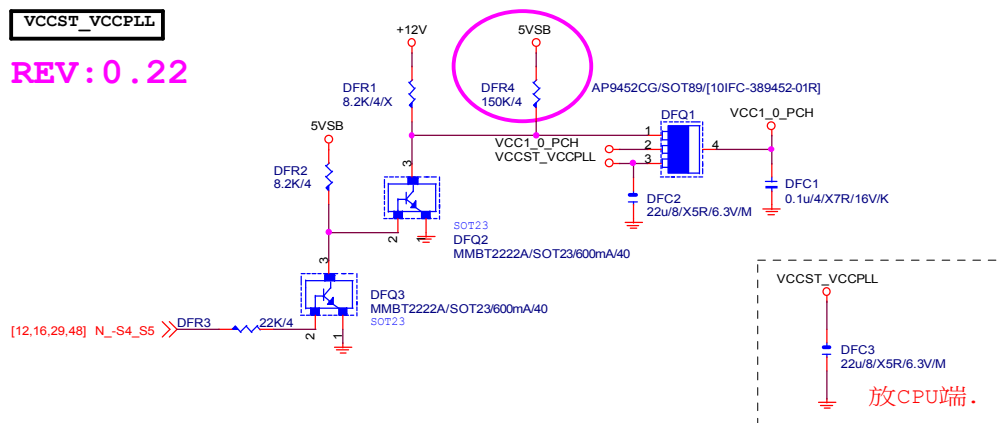 VCCST_VCCPLL
REV:0.22
+12V
5VSB
DFR1
8.2K/4/X
DFR4
150K/4
AP9452CG/SOT89/[10IFC-389452-01R]
DFQ1
VCC1_0_PCH
1
2
3
4
VCC1_0_PCH
VCCST_VCCPLL
5VSB
DFR2
8.2K/4
3
2
1
SOT23
DFQ2
MMBT2222A/SOT23/600mA/40
DFC2
22u/8/X5R/6.3V/M
DFC1
0.1u/4/X7R/16V/K
3
2
1
DFQ3
MMBT2222A/SOT23/600mA/40
SOT23
[12,16,29,48] N_-S4_S5
DFR3
22K/4
VCCST_VCCPLL
DFC3
22u/8/X5R/6.3V/M
放CPU端.